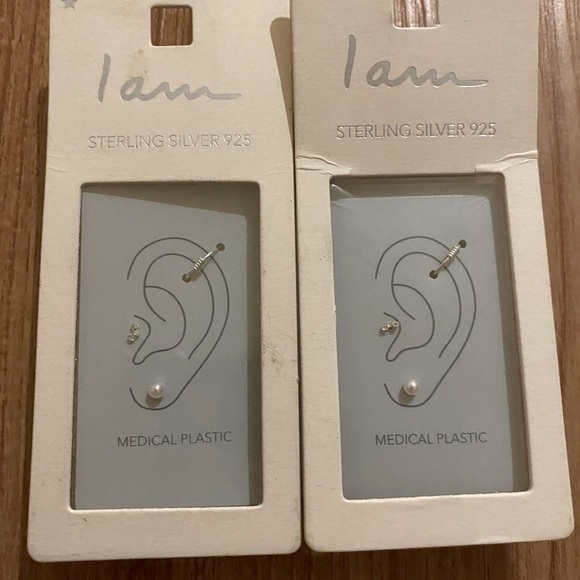 I am
STERLING SILVER 925
MEDICAL PLASTIC
I am
STERLING SILVER 925
MEDICAL PLASTIC